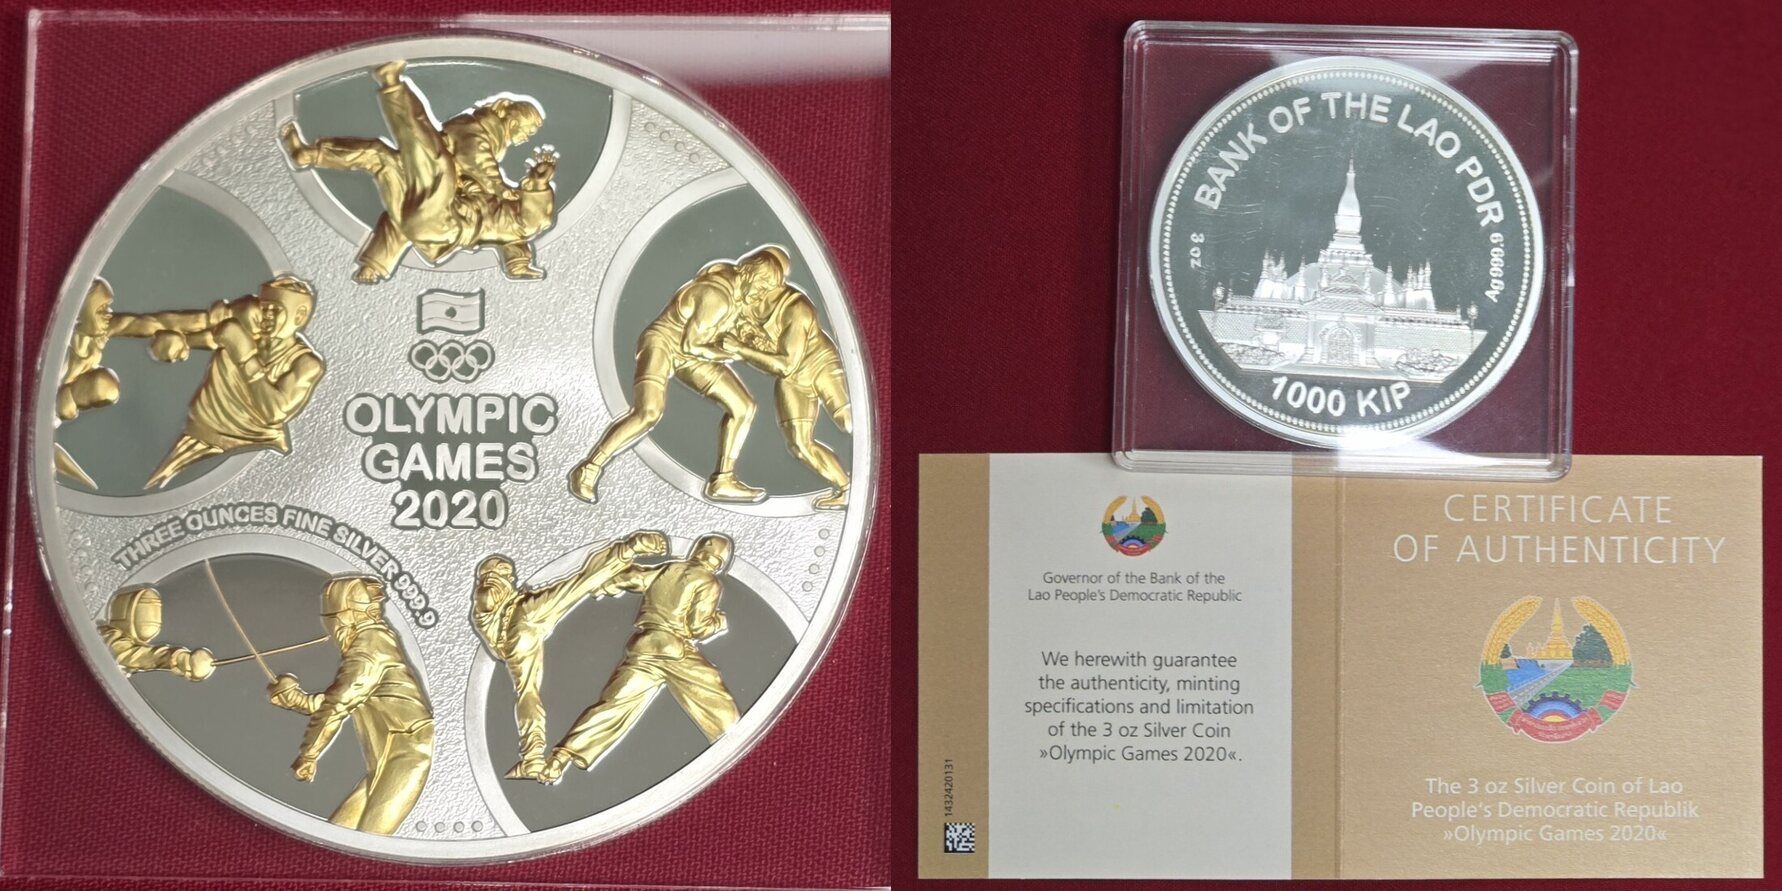 OLYMPIC
GAMES
2020
THREE OUNCES FINE SILVER 999.9
BANK OF THE LAO PDR
3 oz
Ag999.9
1000 KIP
Governor of the Bank of the
Lao People's Democratic Republic
We herewith guarantee
the authenticity, minting
specifications and limitation
of the 3 oz Silver Coin
»Olympic Games 2020«.
1432420131
CERTIFICATE
OF AUTHENTICITY
The 3 oz Silver Coin of Lao
People's Democratic Republik
»Olympic Games 2020«